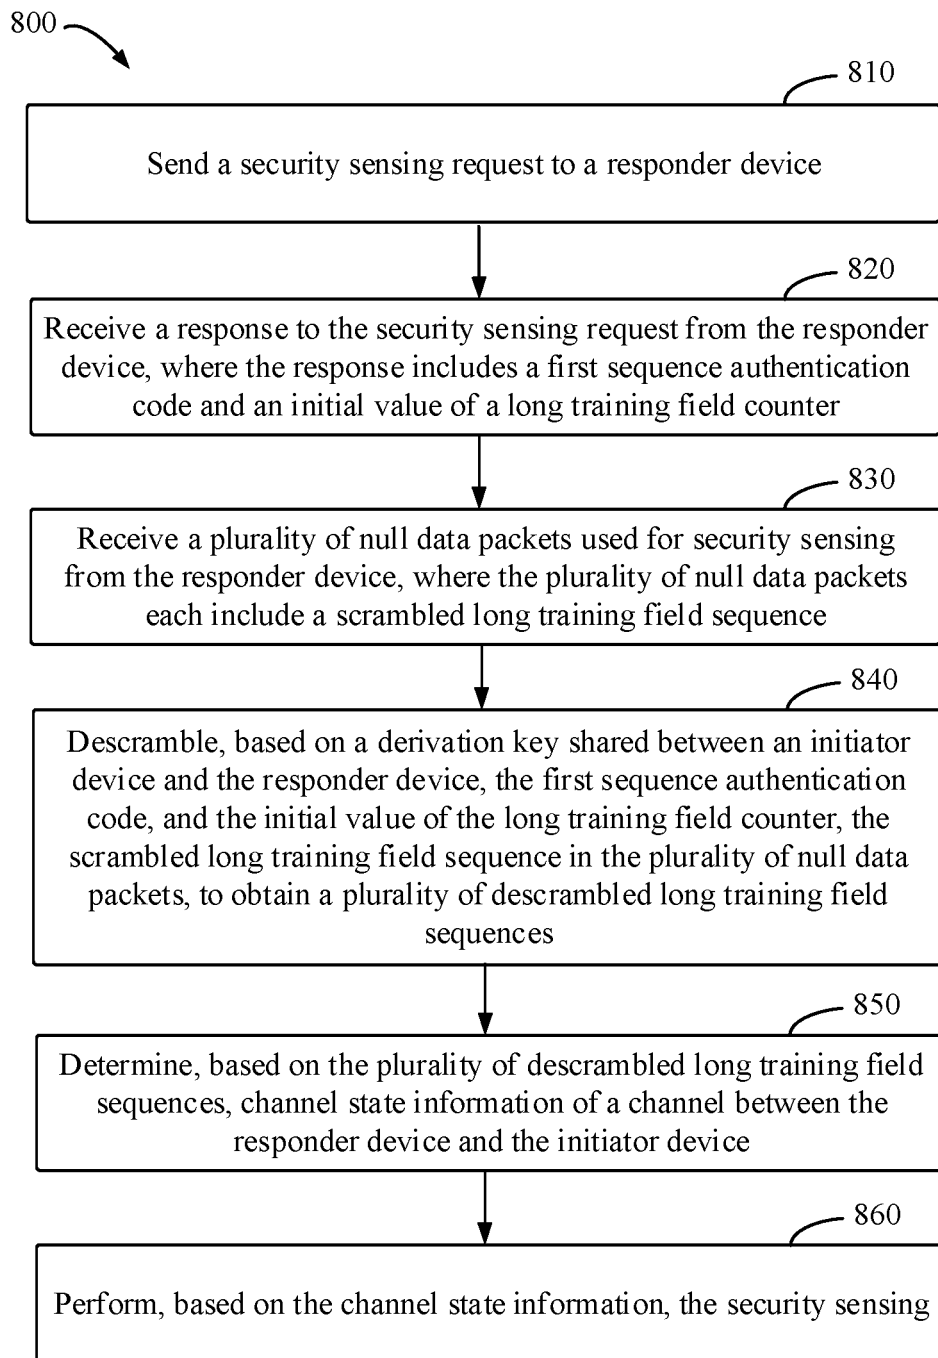 800
810
Send a security sensing request to a responder device
820
Receive a response to the security sensing request from the responder
device, where the response includes a first sequence authentication
code and an initial value of a long training field counter
830
Receive a plurality of null data packets used for security sensing
from the responder device, where the plurality of null data packets
each include a scrambled long training field sequence
840
Descramble, based on a derivation key shared between an initiator
device and the responder device, the first sequence authentication
code, and the initial value of the long training field counter, the
scrambled long training field sequence in the plurality of null data
packets, to obtain a plurality of descrambled long training field
sequences
850
Determine, based on the plurality of descrambled long training field
sequences, channel state information of a channel between the
responder device and the initiator device
860
Perform, based on the channel state information, the security sensing